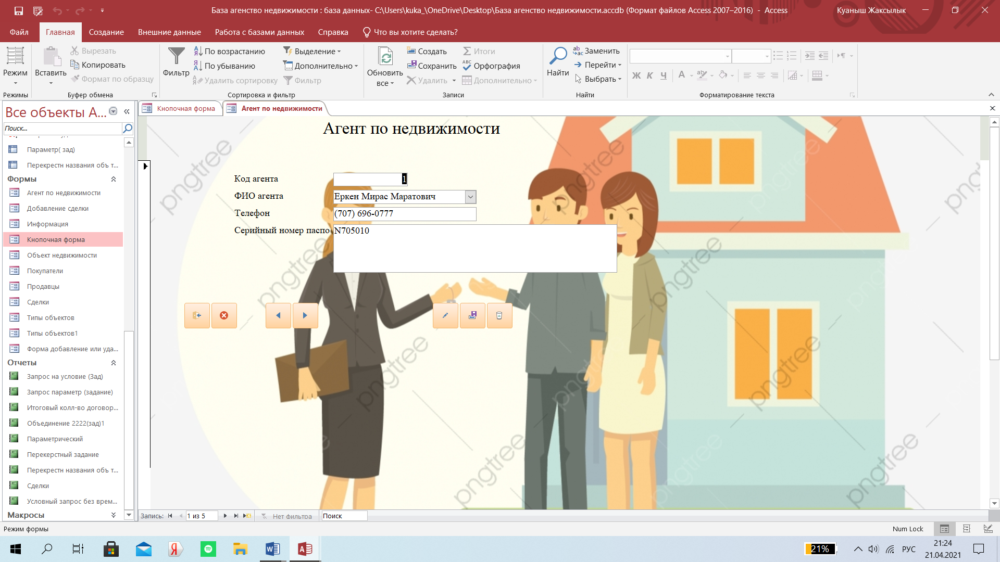 База агенство недвижимости : база данных- C:\Users\kuka_\OneDrive\Desktop\База агенство недвижимости.accdb (Формат файлов Access 2007–2016) - Access
Куаныш Жаксылык
Файл Главная Создание Внешние данные Работа с базами данных Справка Что вы хотите сделать?
Режим
Режимы
Вставить
Вырезать
Копировать
Формат по образцу
Буфер обмена
Фильтр
По возрастанию
По убыванию
Удалить сортировку
Выделение
Дополнительно
Фильтр
Сортировка и фильтр
Обновить
все
Создать
Сохранить
Удалить
Итоги
Орфография
Дополнительно
Записи
Найти
Заменить
Перейти
Выбрать
Найти
Ж К Ч
Форматирование текста
Все объекты A...
Поиск...
Параметр( зад)
Перекрестн названия объ т...
Формы
Агент по недвижимости
Добавление сделки
Информация
Кнопочная форма
Объект недвижимости
Покупатели
Продавцы
Сделки
Типы объектов
Типы объектов1
Форма добавление или уда...
Отчеты
Запрос на условие (Зад)
Запрос параметр (задание)
Итоговый колл-во договор...
Объединение 2222(зад)1
Параметрический
Перекерстный задание
Перекрестн названия объ т...
Сделки
Условный запрос без врем...
Макросы
Кнопочная форма
Агент по недвижимости
Агент по недвижимости
Код агента 1
ФИО агента Еркен Мирас Маратович
Телефон (707) 696-0777
Серийный номер паспо N705010
pngtree
pngtree
pngtree
pngtree
pngtree
pngtree
pngtree
pngtree
pngtree
Запись: 1 из 5 Нет фильтра Поиск
Режим формы
Num Lock
21%
РУС
21:24
21.04.2021